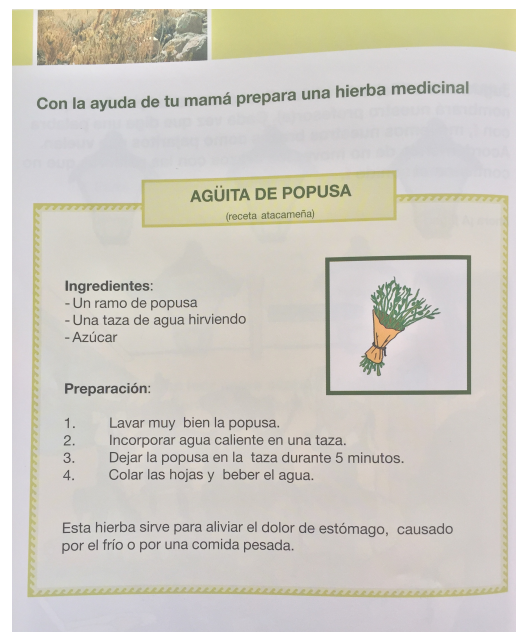 Con la ayuda de tu mamá prepara una hierba medicinal
AGÜITA DE POPUSA
(receta atacameña)
Ingredientes:
- Un ramo de popusa
- Una taza de agua hirviendo
- Azúcar
Preparación:
1. Lavar muy bien la popusa.
2. Incorporar agua caliente en una taza.
3. Dejar la popusa en la taza durante 5 minutos.
4. Colar las hojas y beber el agua.
Esta hierba sirve para aliviar el dolor de estómago, causado
por el frío o por una comida pesada.